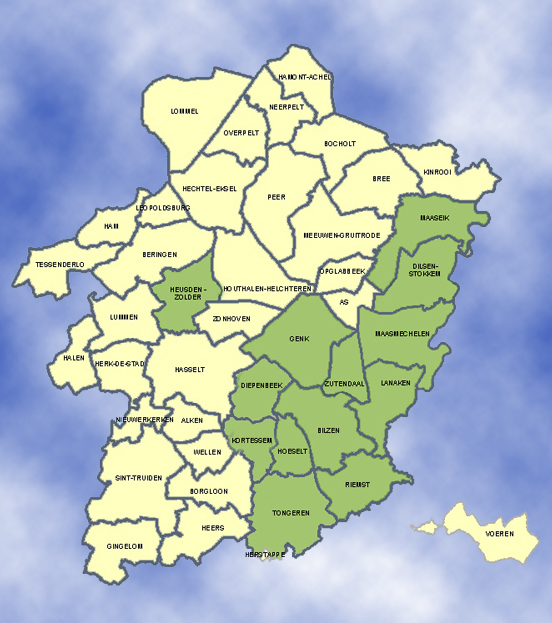 HAMONT-ACHEL
NEERPELT
LOMMEL
OVERPELT
BOCHOLT
KINROOI
BREE
HECHTEL-EKSEL
PEER
LEOPOLDSBURG
MAASEIK
HAM
MEEUWEN-GRUITRODE
BERINGEN
TESSENDERLO
OPGLABBEEK
DILSEN-
STOKKEM
HEUSDEN-
ZOLDER
HOUTHALEN-HELCHTEREN
AS
LUMMEN
ZONHOVEN
MAASMECHELEN
GENK
HALEN
HERK-DE-STAD
HASSELT
DIEPENBEEK
ZUTENDAAL
LANAKEN
NIEUWERKERKEN
ALKEN
BILZEN
KORTESSEM
HOESELT
WELLEN
SINT-TRUIDEN
RIEMST
BORGLOON
TONGEREN
HEERS
VOEREN
GINGELOM
HERSTAPPE